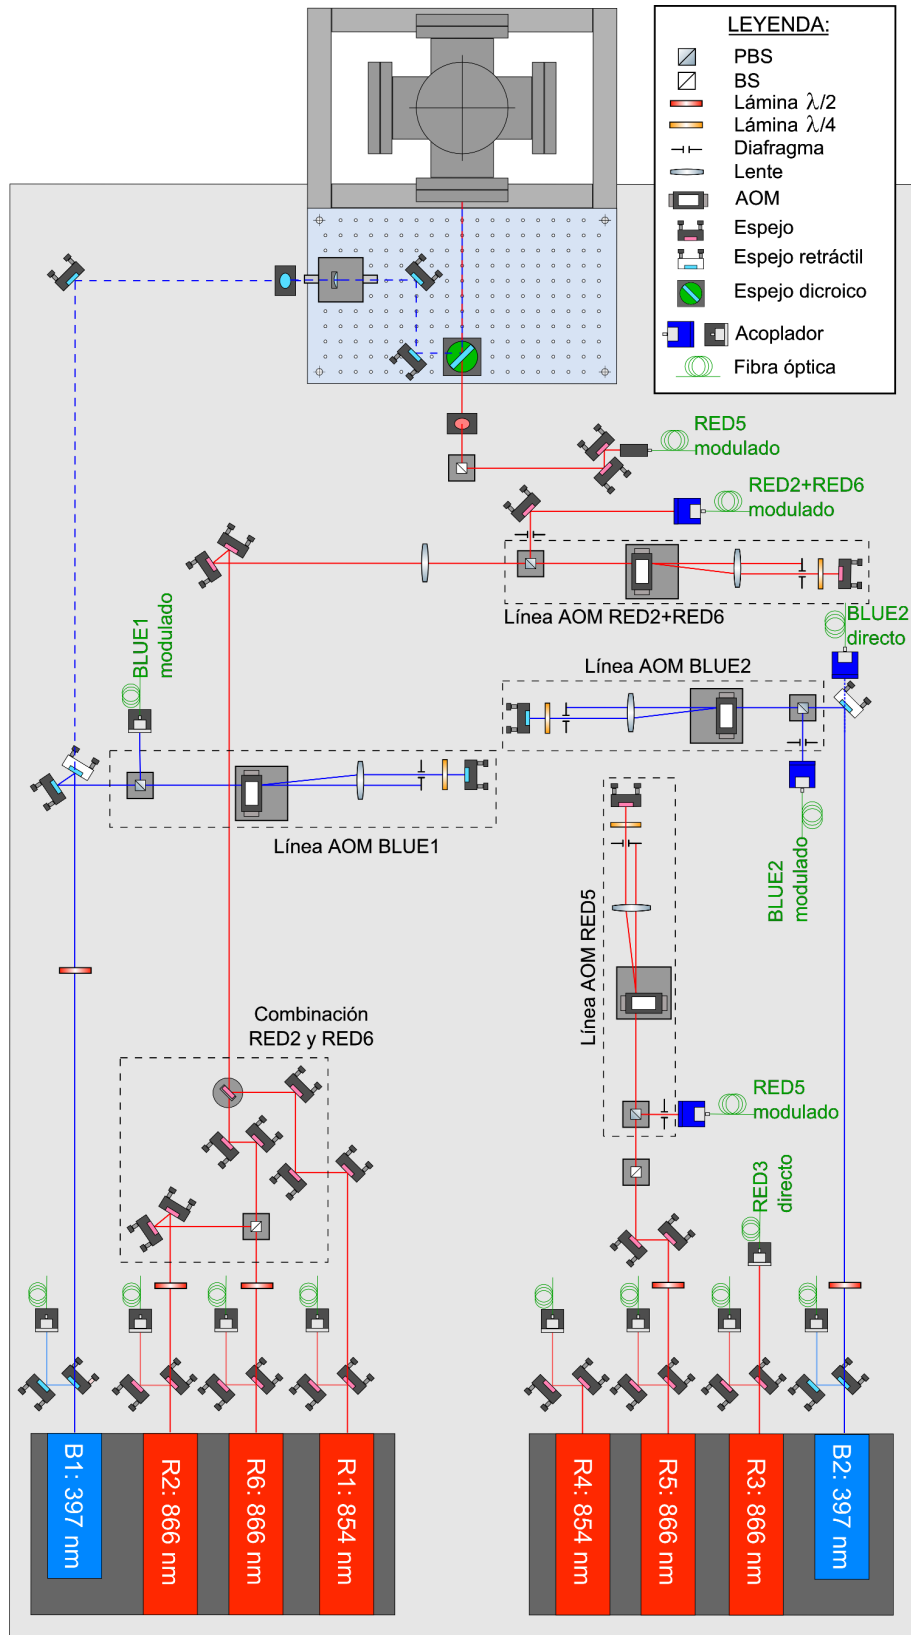 LEYENDA:
PBS
BS
Lámina λ/2
Lámina λ/4
Diafragma
Lente
AOM
Espejo
Espejo retráctil
Espejo dicroico
Acoplador
Fibra óptica
RED5
modulado
RED2+RED6
modulado
Línea AOM RED2+RED6
BLUE2
directo
BLUE1
modulado
Línea AOM BLUE2
Línea AOM BLUE1
BLUE2
modulado
Línea AOM RED5
Combinación
RED2 y RED6
RED5
modulado
RED3
directo
B1: 397 nm
R2: 866 nm
R6: 866 nm
R1: 854 nm
R4: 854 nm
R5: 866 nm
R3: 866 nm
B2: 397 nm